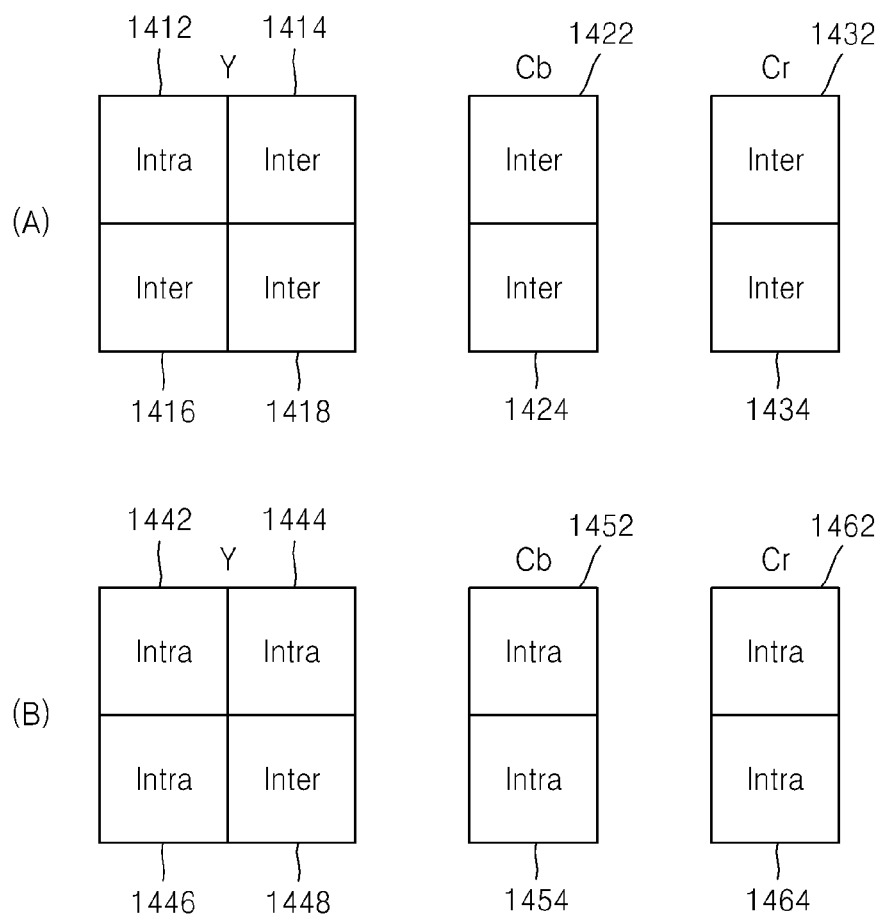 1412 1414 1422 1432
Y Cb Cr
Intra Inter Inter Inter
(A)
Inter Inter Inter Inter
1416 1418 1424 1434
1442 1444 1452 1462
Y Cb Cr
Intra Intra Intra Intra
(B)
Intra Inter Intra Intra
1446 1448 1454 1464